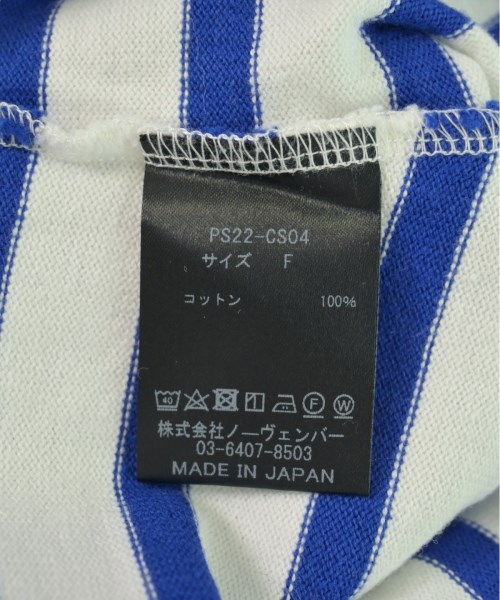 PS22-CS04
サイズ F
コットン 100%
40 F W
株式会社ノーヴェンバー
03-6407-8503
MADE IN JAPAN